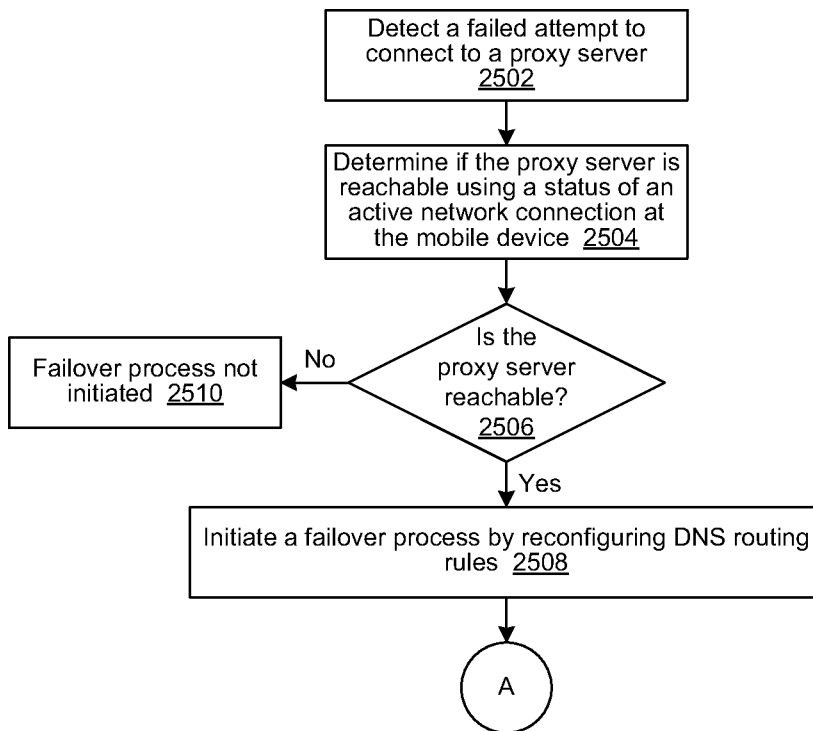 Detect a failed attempt to
connect to a proxy server
2502
Determine if the proxy server is
reachable using a status of an
active network connection at
the mobile device 2504
Is the
proxy server
reachable?
2506
No
Failover process not
initiated 2510
Yes
Initiate a failover process by reconfiguring DNS routing
rules 2508
A